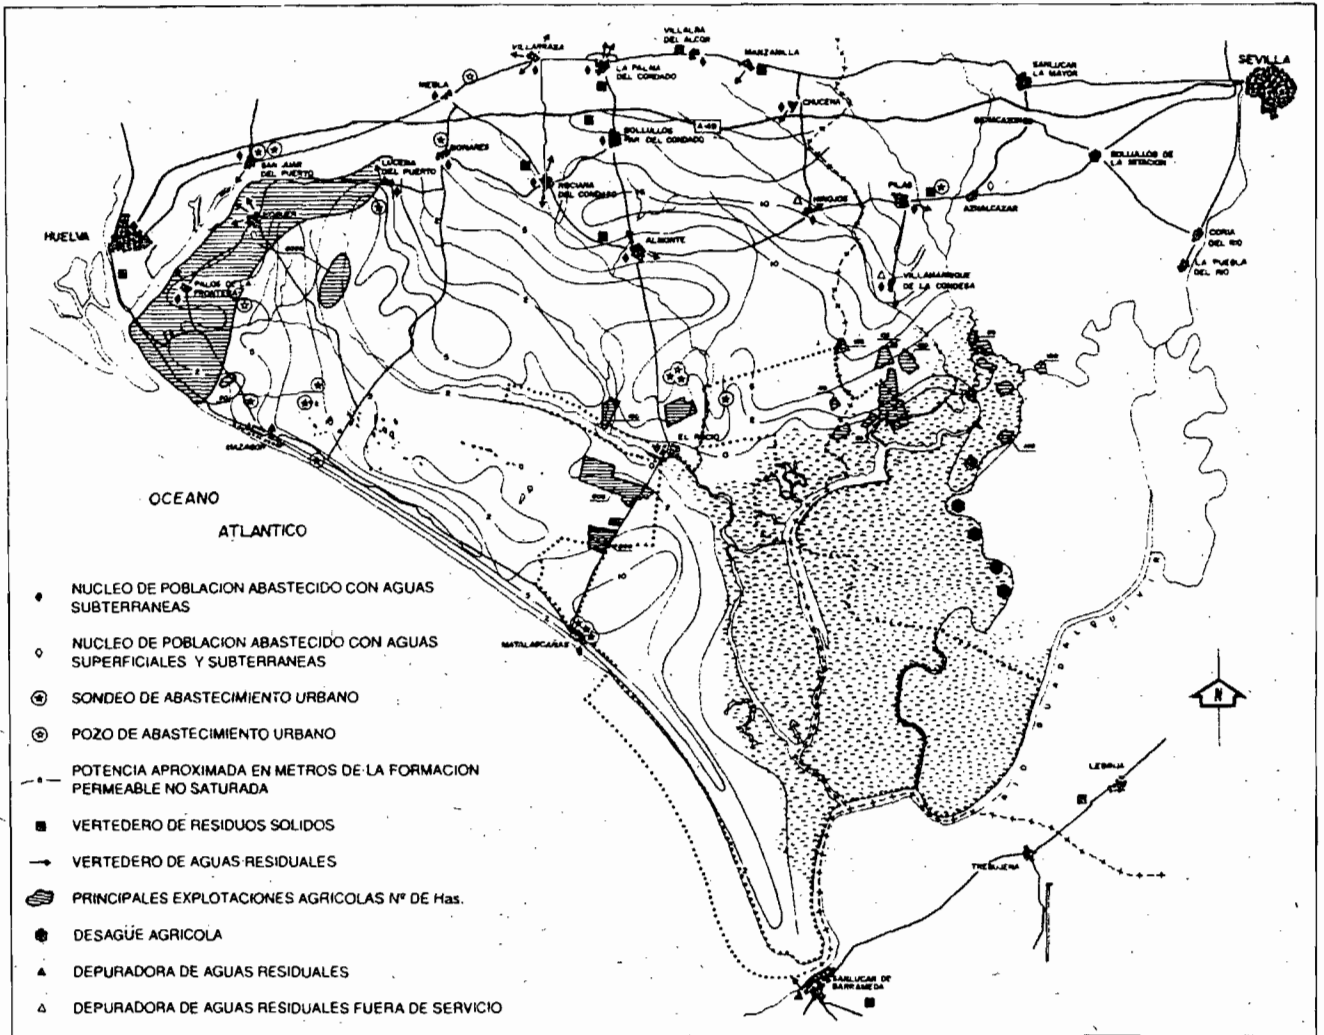 VILLARRASA
VILLALBA
DEL ALCOR
LA PALMA
DEL CONDADO
MANZANILLA
SANLUCAR
LA MAYOR
SEVILLA
NIEBLA
CHUCENA
A-49
BOLLULLOS
PAR DEL CONDADO
BENACAZON
BOLLULLOS DE
LA MITACION
SAN JUAN
DEL PUERTO
LUCENA
DEL PUERTO
BONARES
ROCIANA
DEL CONDADO
HINOJOS
PILAS
AZNALCAZAR
MOGUER
HUELVA
ALMONTE
CORIA
DEL RIO
LA PUEBLA
DEL RIO
PALOS DE
FRONTERA
VILLAMANRIQUE
DE LA CONDESA
MAZAGON
EL ROCIO
OCEANO
ATLANTICO
MATALASCAÑAS
RIO GUADALQUIVIR
N
LEBRIJA
TREBUJENA
SANLUCAR DE
BARRAMEDA
NUCLEO DE POBLACION ABASTECIDO CON AGUAS
SUBTERRANEAS
NUCLEO DE POBLACION ABASTECIDO CON AGUAS
SUPERFICIALES Y SUBTERRANEAS
SONDEO DE ABASTECIMIENTO URBANO
POZO DE ABASTECIMIENTO URBANO
POTENCIA APROXIMADA EN METROS DE LA FORMACION
PERMEABLE NO SATURADA
VERTEDERO DE RESIDUOS SOLIDOS
VERTEDERO DE AGUAS RESIDUALES
PRINCIPALES EXPLOTACIONES AGRICOLAS Nº DE Has.
DESAGÜE AGRICOLA
DEPURADORA DE AGUAS RESIDUALES
DEPURADORA DE AGUAS RESIDUALES FUERA DE SERVICIO